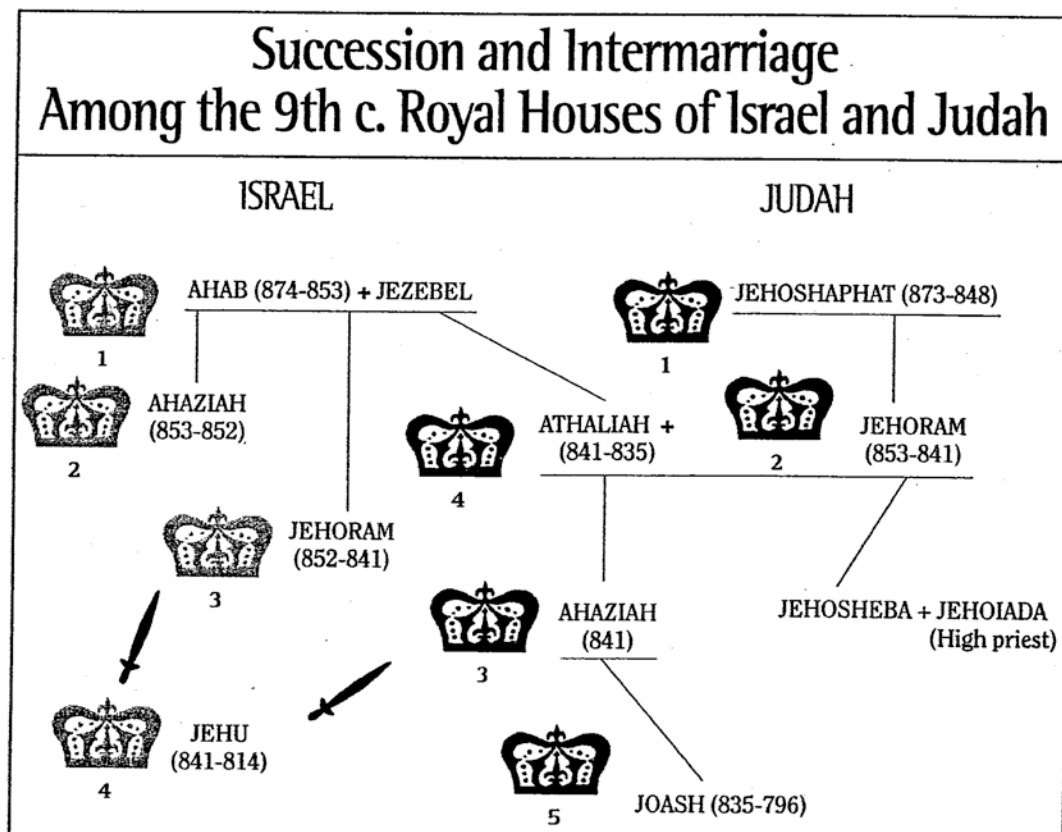 Succession and Intermarriage
Among the 9th c. Royal Houses of Israel and Judah
ISRAEL
JUDAH
AHAB (874-853) + JEZEBEL
JEHOSHAPHAT (873-848)
1
1
AHAZIAH
(853-852)
2
ATHALIAH +
(841-835)
4
2
JEHORAM
(853-841)
JEHORAM
(852-841)
3
AHAZIAH
(841)
3
JEHOSHEBA + JEHOIADA
(High priest)
JEHU
(841-814)
4
5
JOASH (835-796)